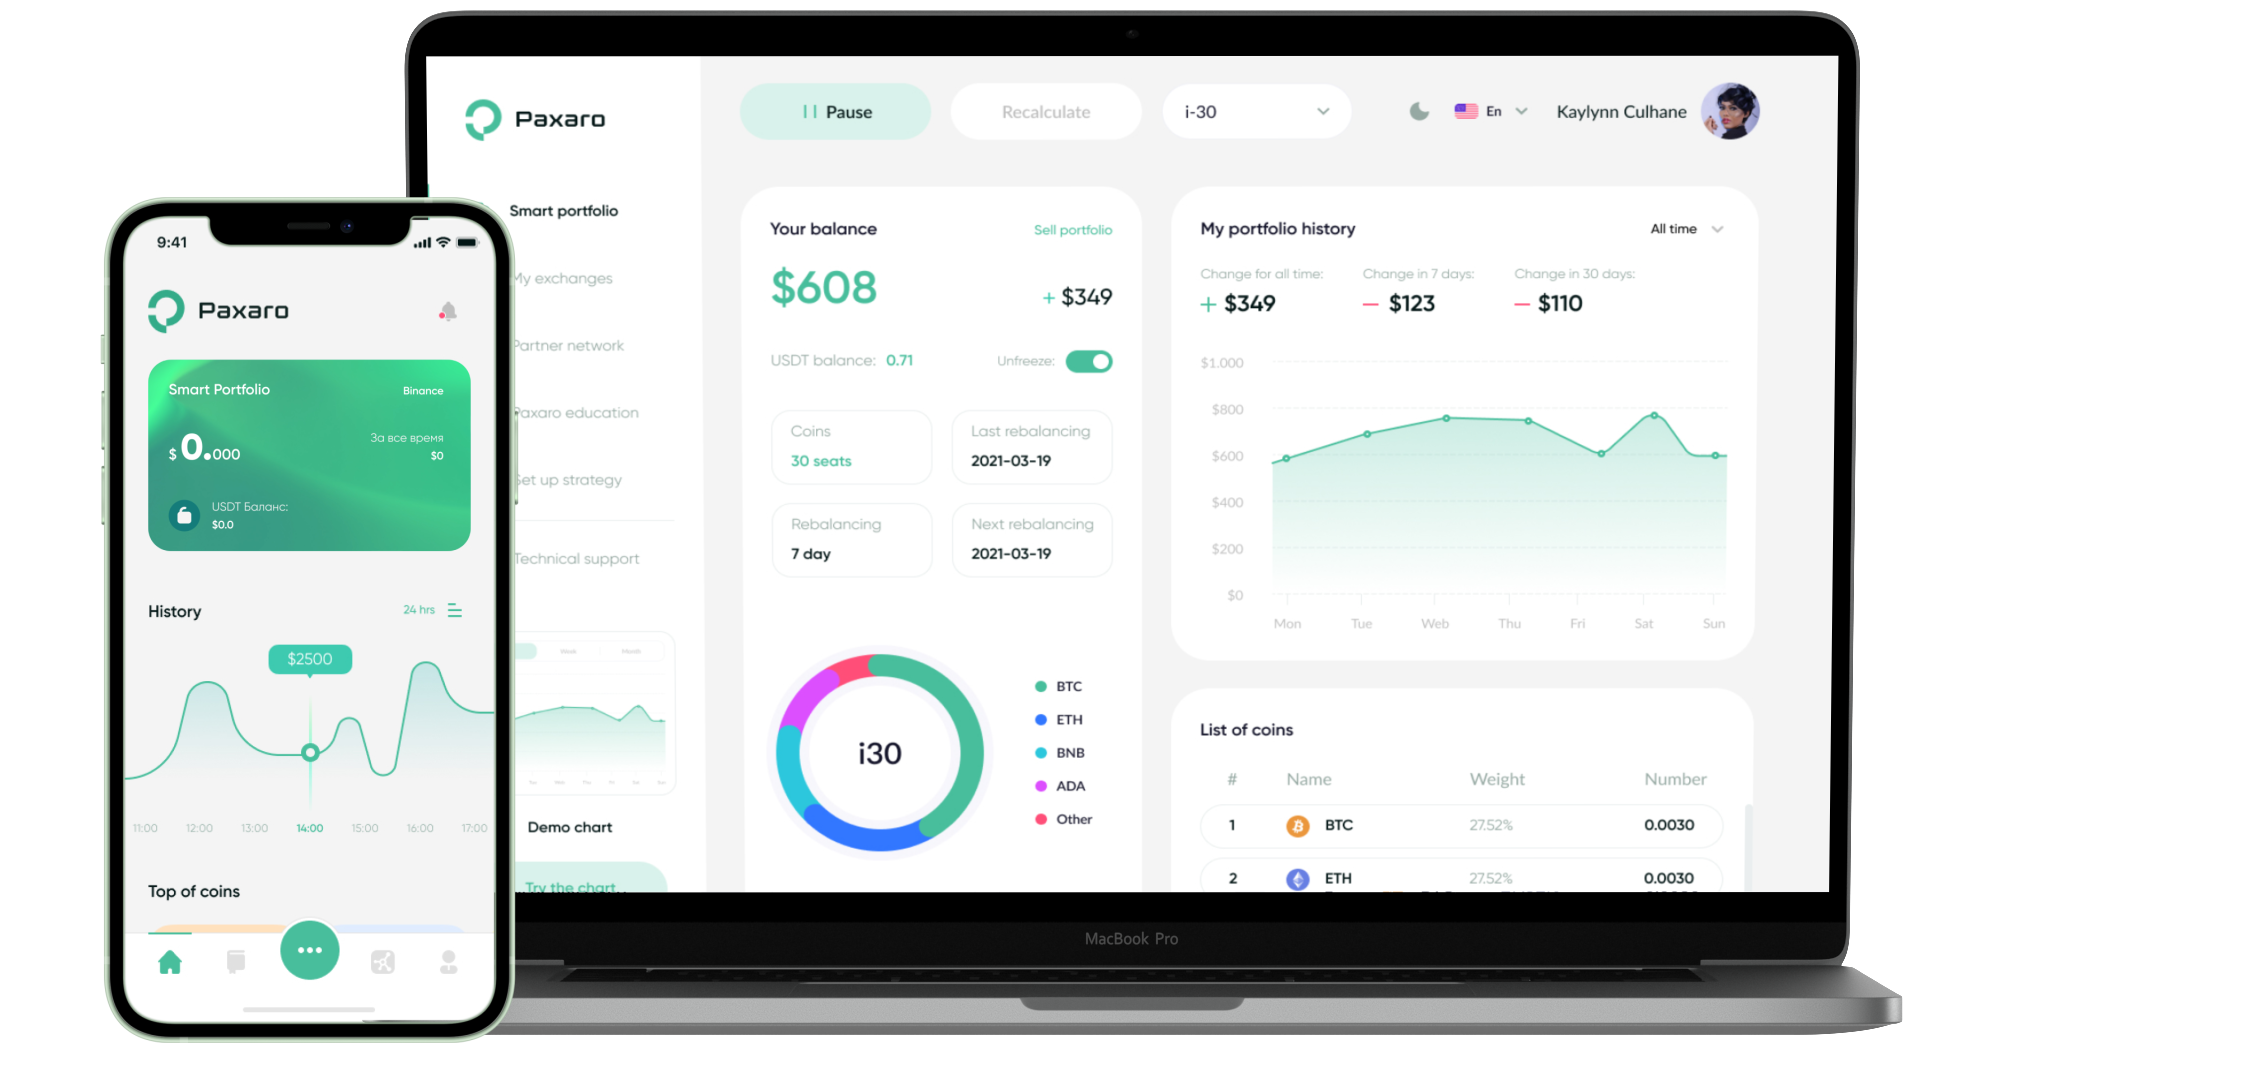 9:41
Paxaro
Smart Portfolio
Binance
$ 0.000
За все время
$0
USDT Баланс:
$0.0
History
24 hrs
$2500
11:00 12:00 13:00 14:00 15:00 16:00 17:00
Top of coins
Paxaro
Smart portfolio
My exchanges
Partner network
Paxaro education
Set up strategy
Technical support
Week Month
Demo chart
Try the chart
Pause
Recalculate
i-30
En
Kaylynn Culhane
Your balance
Sell portfolio
$608
+ $349
USDT balance: 0.71
Unfreeze:
Coins
30 seats
Last rebalancing
2021-03-19
Rebalancing
7 day
Next rebalancing
2021-03-19
i30
BTC
ETH
BNB
ADA
Other
My portfolio history
All time
Change for all time:
+ $349
Change in 7 days:
− $123
Change in 30 days:
− $110
$1.000
$800
$600
$400
$200
$0
Mon Tue Web Thu Fri Sat Sun
List of coins
# Name Weight Number
1 BTC 27.52% 0.0030
2 ETH 27.52% 0.0030
MacBook Pro